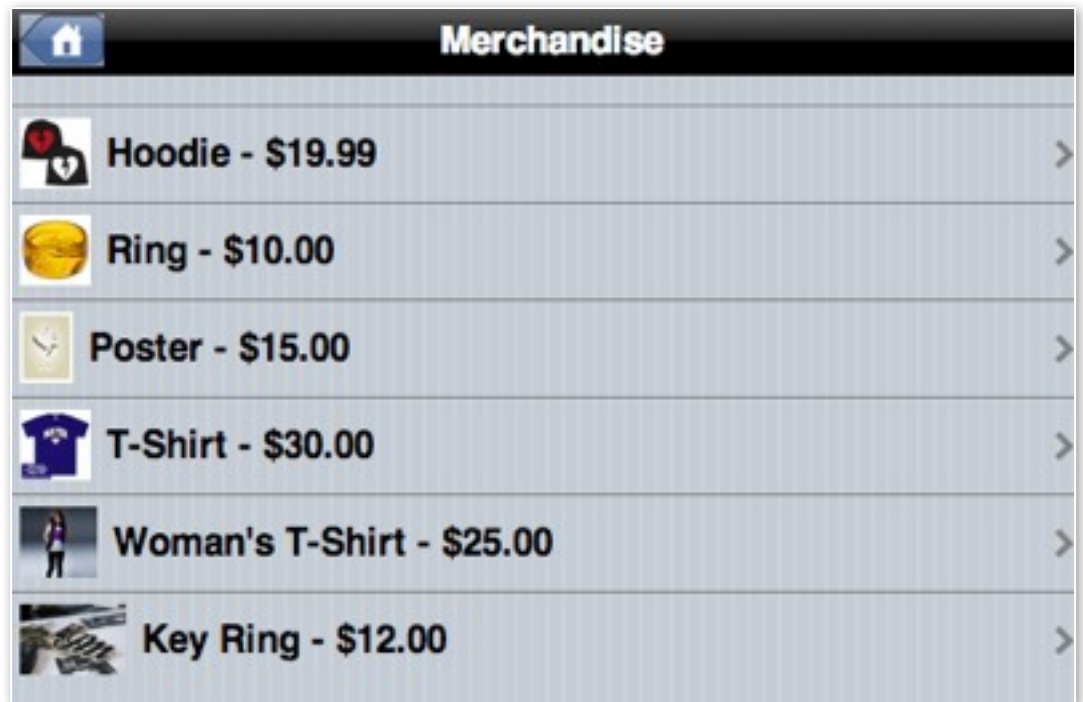 Merchandise
Hoodie - $19.99
Ring - $10.00
Poster - $15.00
T-Shirt - $30.00
Woman's T-Shirt - $25.00
Key Ring - $12.00